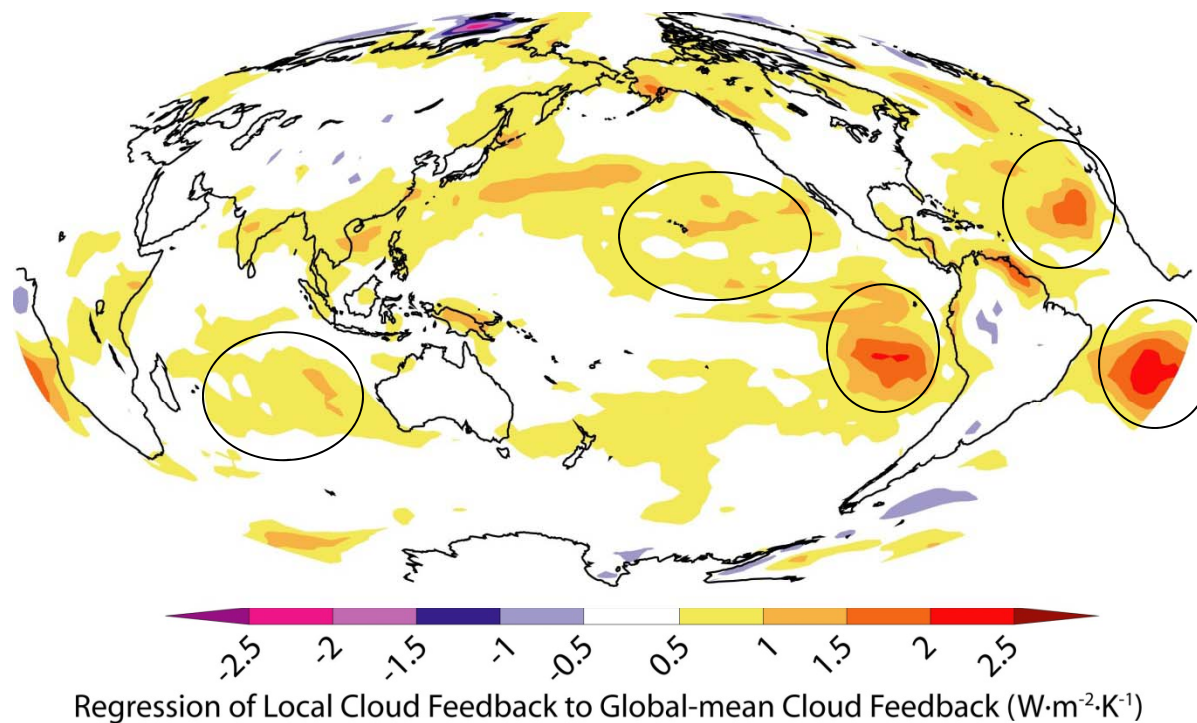 -2.5 -2 -1.5 -1 -0.5 0.5 1 1.5 2 2.5
Regression of Local Cloud Feedback to Global-mean Cloud Feedback (W·m⁻²·K⁻¹)